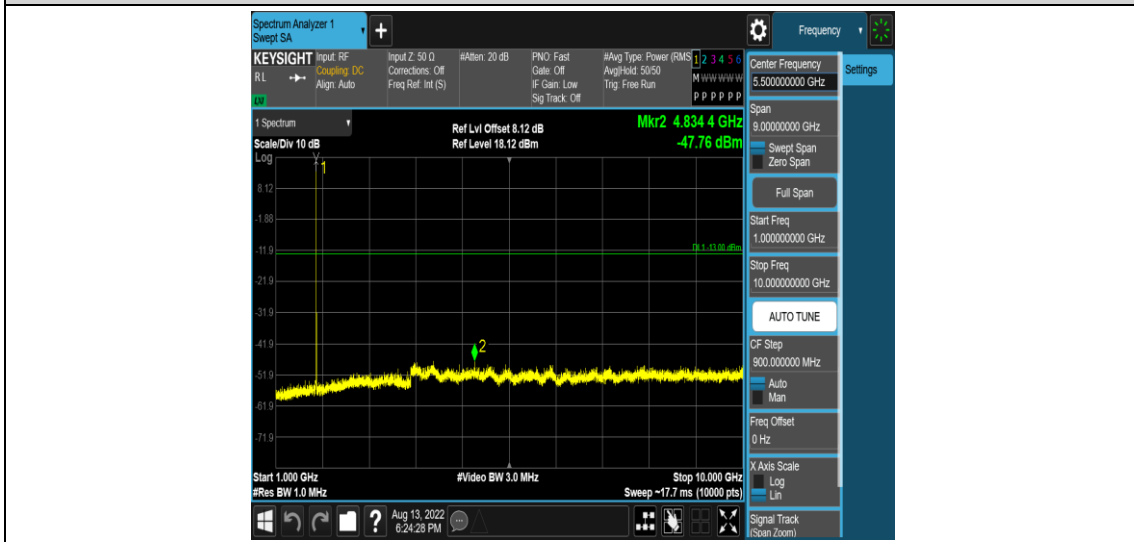 Spectrum Analyzer 1
Swept SA
+
Frequency
KEYSIGHT
RL
LXI
Input: RF
Coupling: DC
Align: Auto
Input Z: 50 Ω
Corrections: Off
Freq Ref: Int (S)
#Atten: 20 dB
PNO: Fast
Gate: Off
IF Gain: Low
Sig Track: Off
#Avg Type: Power (RMS
Avg|Hold: 50/50
Trig: Free Run
1 2 3 4 5 6
M W W W W W
P P P P P P
1 Spectrum
Scale/Div 10 dB
Ref Lvl Offset 8.12 dB
Ref Level 18.12 dBm
Mkr2 4.834 4 GHz
-47.76 dBm
Log
1
8.12
-1.88
-11.9
DL1 -13.00 dBm
-21.9
-31.9
-41.9
2
-51.9
-61.9
-71.9
Start 1.000 GHz
#Video BW 3.0 MHz
Stop 10.000 GHz
#Res BW 1.0 MHz
Sweep ~17.7 ms (10000 pts)
?
Aug 13, 2022
6:24:28 PM
Center Frequency
5.50000000 GHz
Settings
Span
9.00000000 GHz
Swept Span
Zero Span
Full Span
Start Freq
1.000000000 GHz
Stop Freq
10.000000000 GHz
AUTO TUNE
CF Step
900.000000 MHz
Auto
Man
Freq Offset
0 Hz
X Axis Scale
Log
Lin
Signal Track
(Span Zoom)